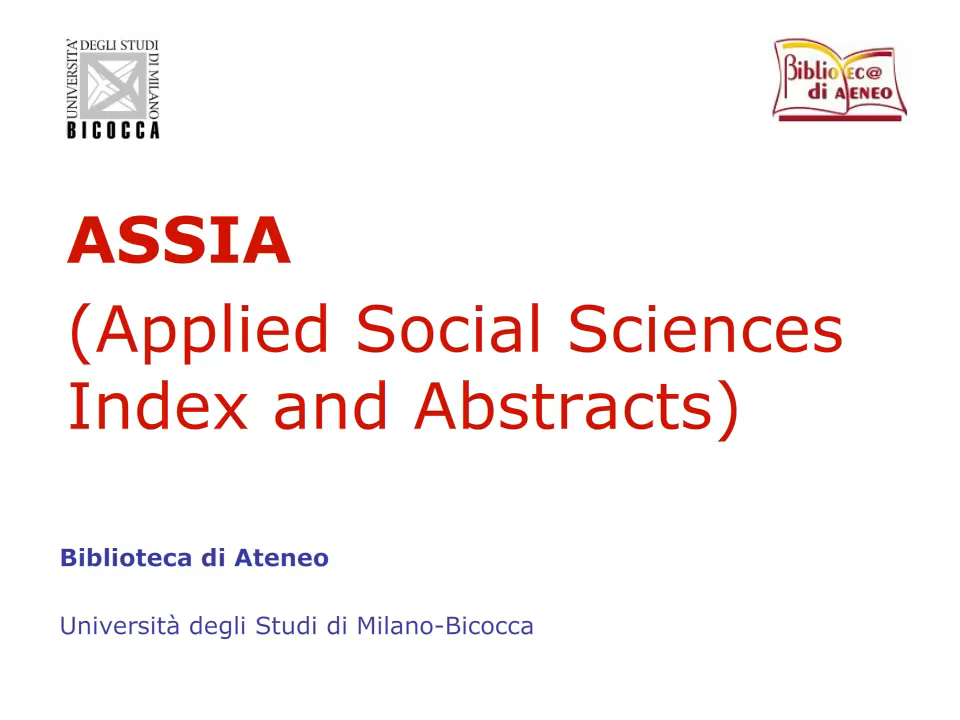 UNIVERSITA' DEGLI STUDI DI MILANO
BICOCCA
Bibliotec@
di ATENEO
ASSIA
(Applied Social Sciences
Index and Abstracts)
Biblioteca di Ateneo
Università degli Studi di Milano-Bicocca